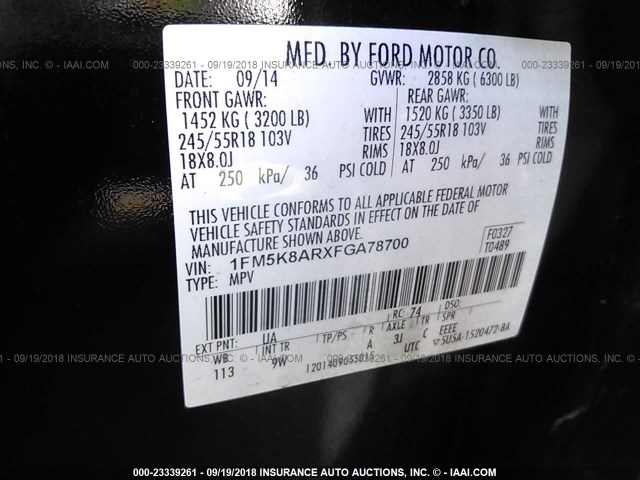 000-23339261 - 09/19/2018 INSURANCE AUTO AUCTIONS, INC. - © IAAI.COM
MFD. BY FORD MOTOR CO.
DATE: 09/14 GVWR: 2858 KG ( 6300 LB)
FRONT GAWR: REAR GAWR:
1452 KG ( 3200 LB) WITH 1520 KG ( 3350 LB) WITH
245/55R18 103V TIRES 245/55R18 103V TIRES
18X8.0J RIMS 18X8.0J RIMS
AT 250 kPa/ 36 PSI COLD AT 250 kPa/ 36 PSI COLD
THIS VEHICLE CONFORMS TO ALL APPLICABLE FEDERAL MOTOR
VEHICLE SAFETY STANDARDS IN EFFECT ON THE DATE OF
MANUFACTURE SHOWN ABOVE. F0327
VIN: 1FM5K8ARXFGA78700 T0489
TYPE: MPV
EXT PNT: UA RC: 74 DSO:
WB INT TR TP/PS R AXLE TR SPR
113 9W A 3J C EEEE
1201409055015 UTC ▽5U5A-1520472-BA
000-23339261 - 09/19/2018 INSURANCE AUTO AUCTIONS, INC. - © IAAI.COM